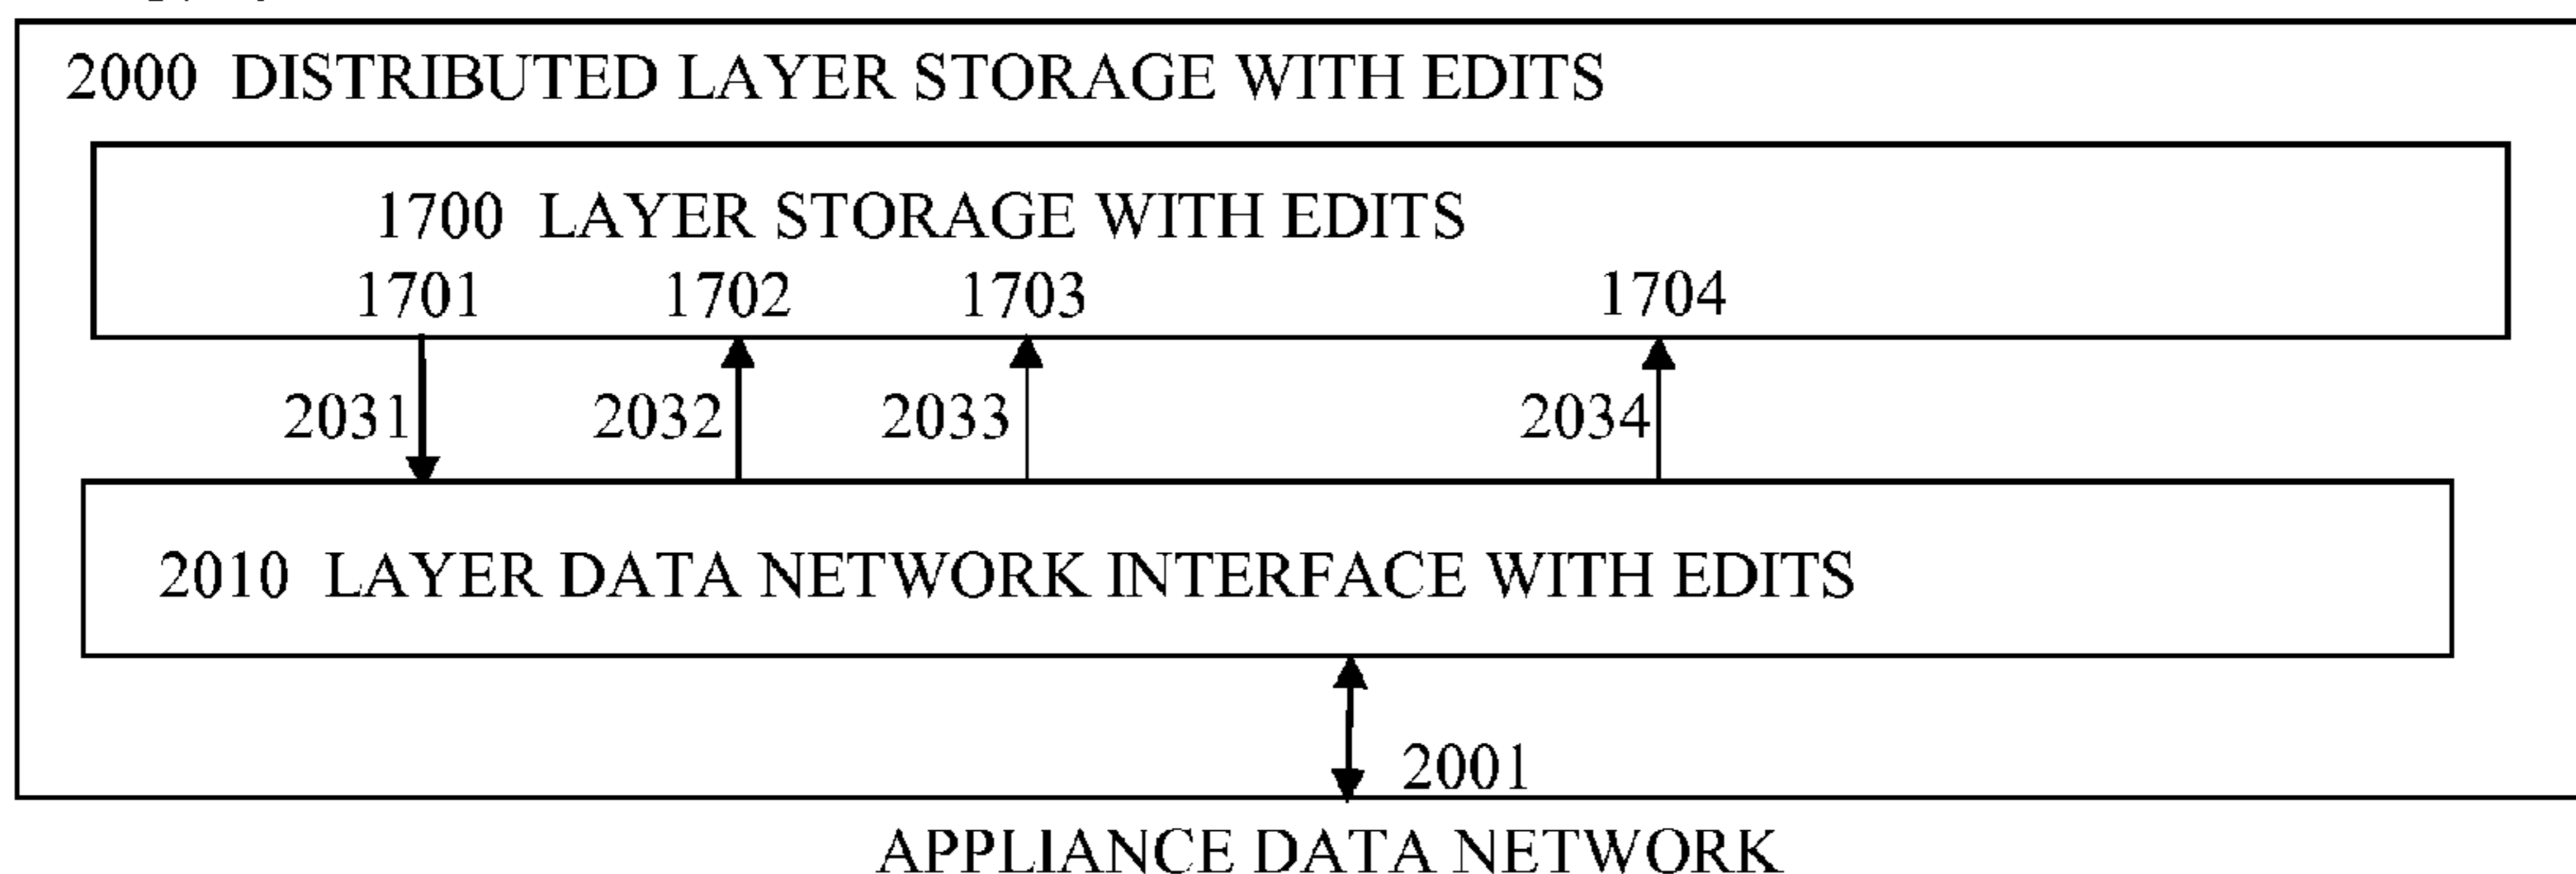 2000 DISTRIBUTED LAYER STORAGE WITH EDITS
1700 LAYER STORAGE WITH EDITS
1701 1702 1703 1704
2031 2032 2033 2034
2010 LAYER DATA NETWORK INTERFACE WITH EDITS
2001
APPLIANCE DATA NETWORK